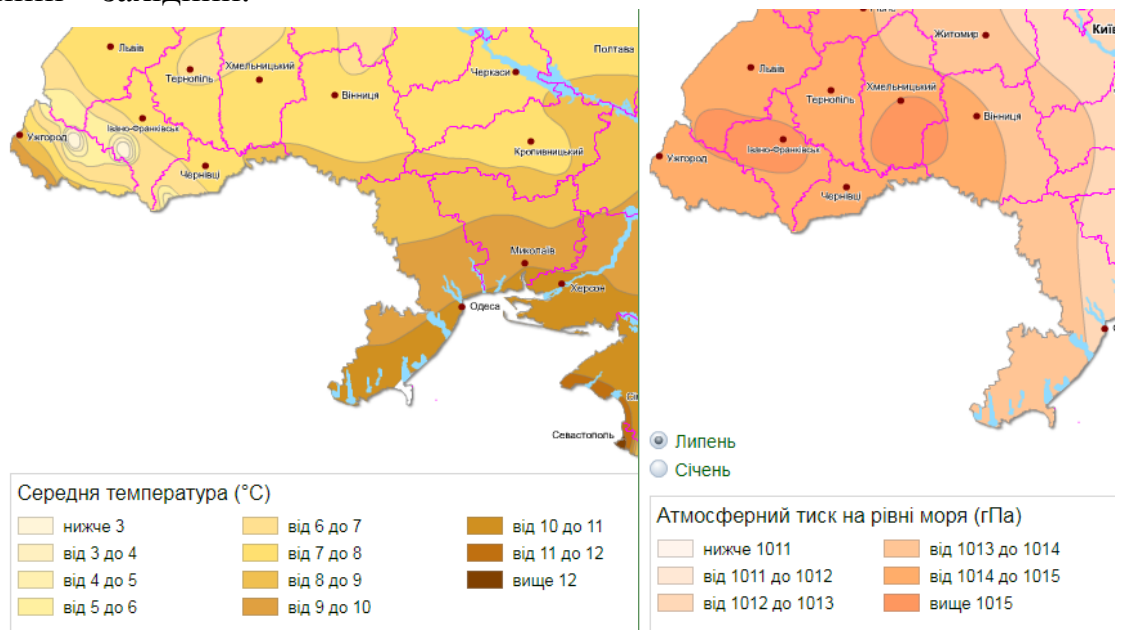 західний.
Львів
Тернопіль
Хмельницький
Вінниця
Черкаси
Полтава
Ужгород
Івано-Франківськ
Чернівці
Кропивницький
Миколаїв
Херсон
Одеса
Севастополь
Середня температура (°C)
нижче 3
від 3 до 4
від 4 до 5
від 5 до 6
від 6 до 7
від 7 до 8
від 8 до 9
від 9 до 10
від 10 до 11
від 11 до 12
вище 12
Житомир
Київ
Львів
Тернопіль
Хмельницький
Вінниця
Ужгород
Івано-Франківськ
Чернівці
Липень
Січень
Атмосферний тиск на рівні моря (гПа)
нижче 1011
від 1011 до 1012
від 1012 до 1013
від 1013 до 1014
від 1014 до 1015
вище 1015